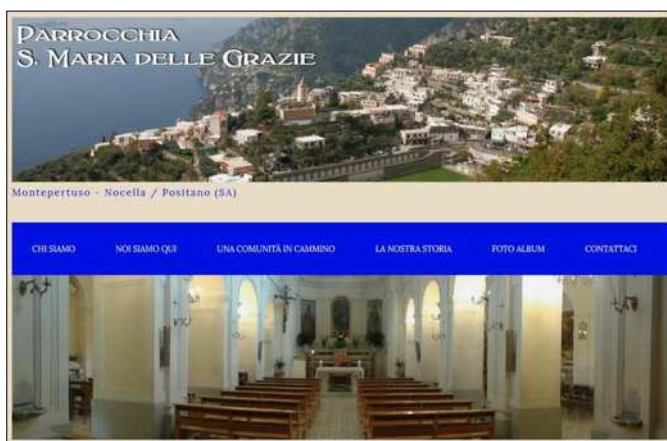 PARROCCHIA
S. MARIA DELLE GRAZIE
Montepertuso - Nocella / Positano (SA)
CHI SIAMO
NOI SIAMO QUI
UNA COMUNITÀ IN CAMMINO
LA NOSTRA STORIA
FOTO ALBUM
CONTATTACI